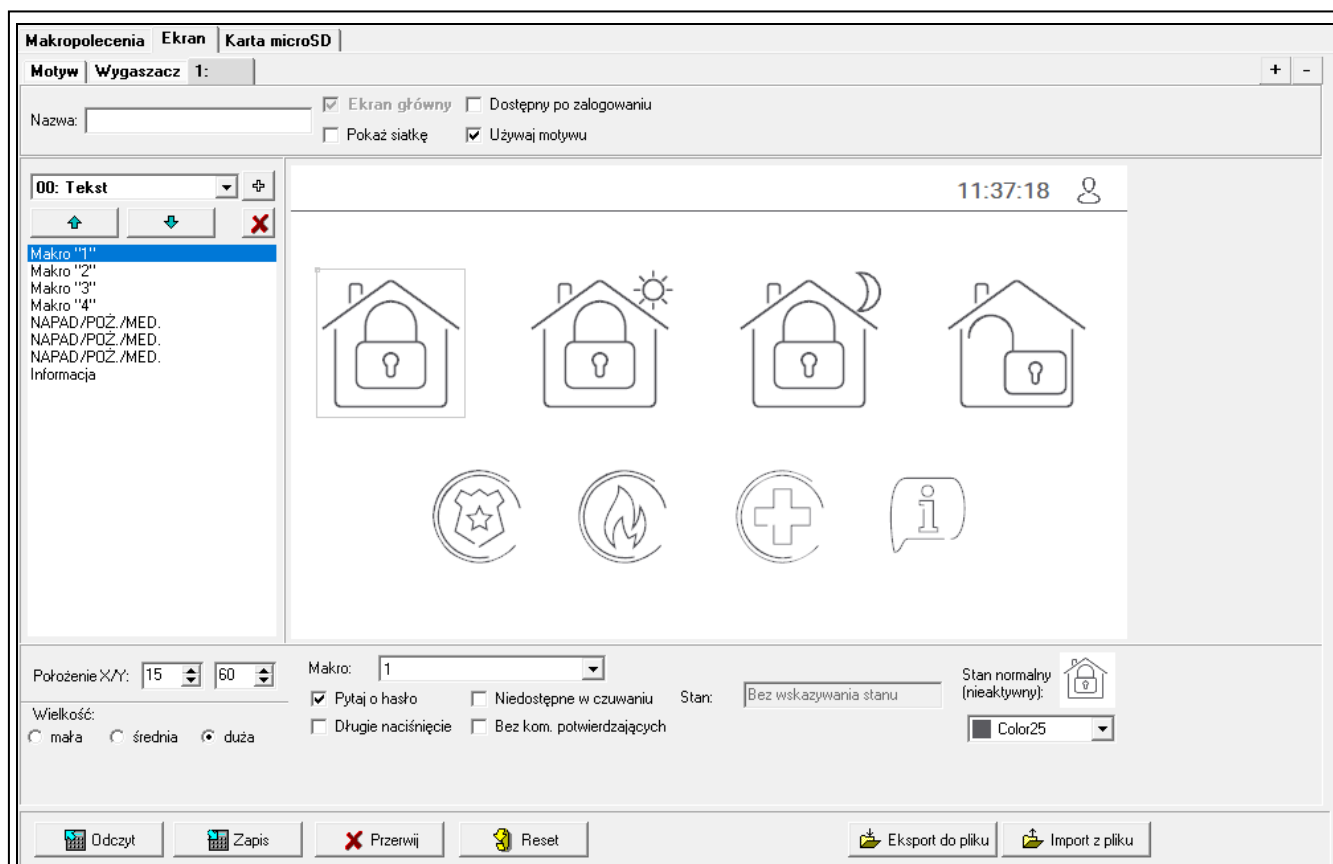 Makropolecenia Ekran Karta microSD
Motyw Wygaszacz 1: + -
Nazwa: Ekran główny Dostępny po zalogowaniu
Pokaż siatkę Używaj motywu
00: Tekst
11:37:18
Makro "1"
Makro "2"
Makro "3"
Makro "4"
NAPAD/POŻ./MED.
NAPAD/POŻ./MED.
NAPAD/POŻ./MED.
Informacja
Położenie X/Y: 15 60
Wielkość:
mała średnia duża
Makro: 1
Pytaj o hasło Niedostępne w czuwaniu Stan: Bez wskazywania stanu
Długie naciśnięcie Bez kom. potwierdzających
Stan normalny
(nieaktywny):
Color25
Odczyt Zapis Przerwij Reset Eksport do pliku Import z pliku